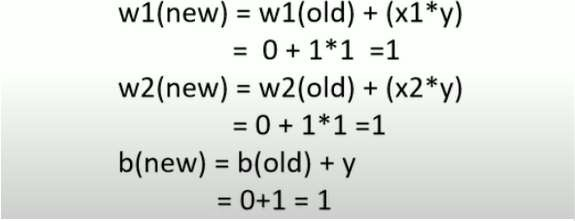 w1(new) = w1(old) + (x1*y)
= 0 + 1*1 =1
w2(new) = w2(old) + (x2*y)
= 0 + 1*1 =1
b(new) = b(old) + y
= 0+1 = 1